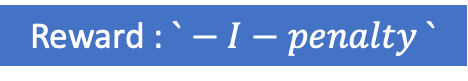 Reward : ` − I − penalty `